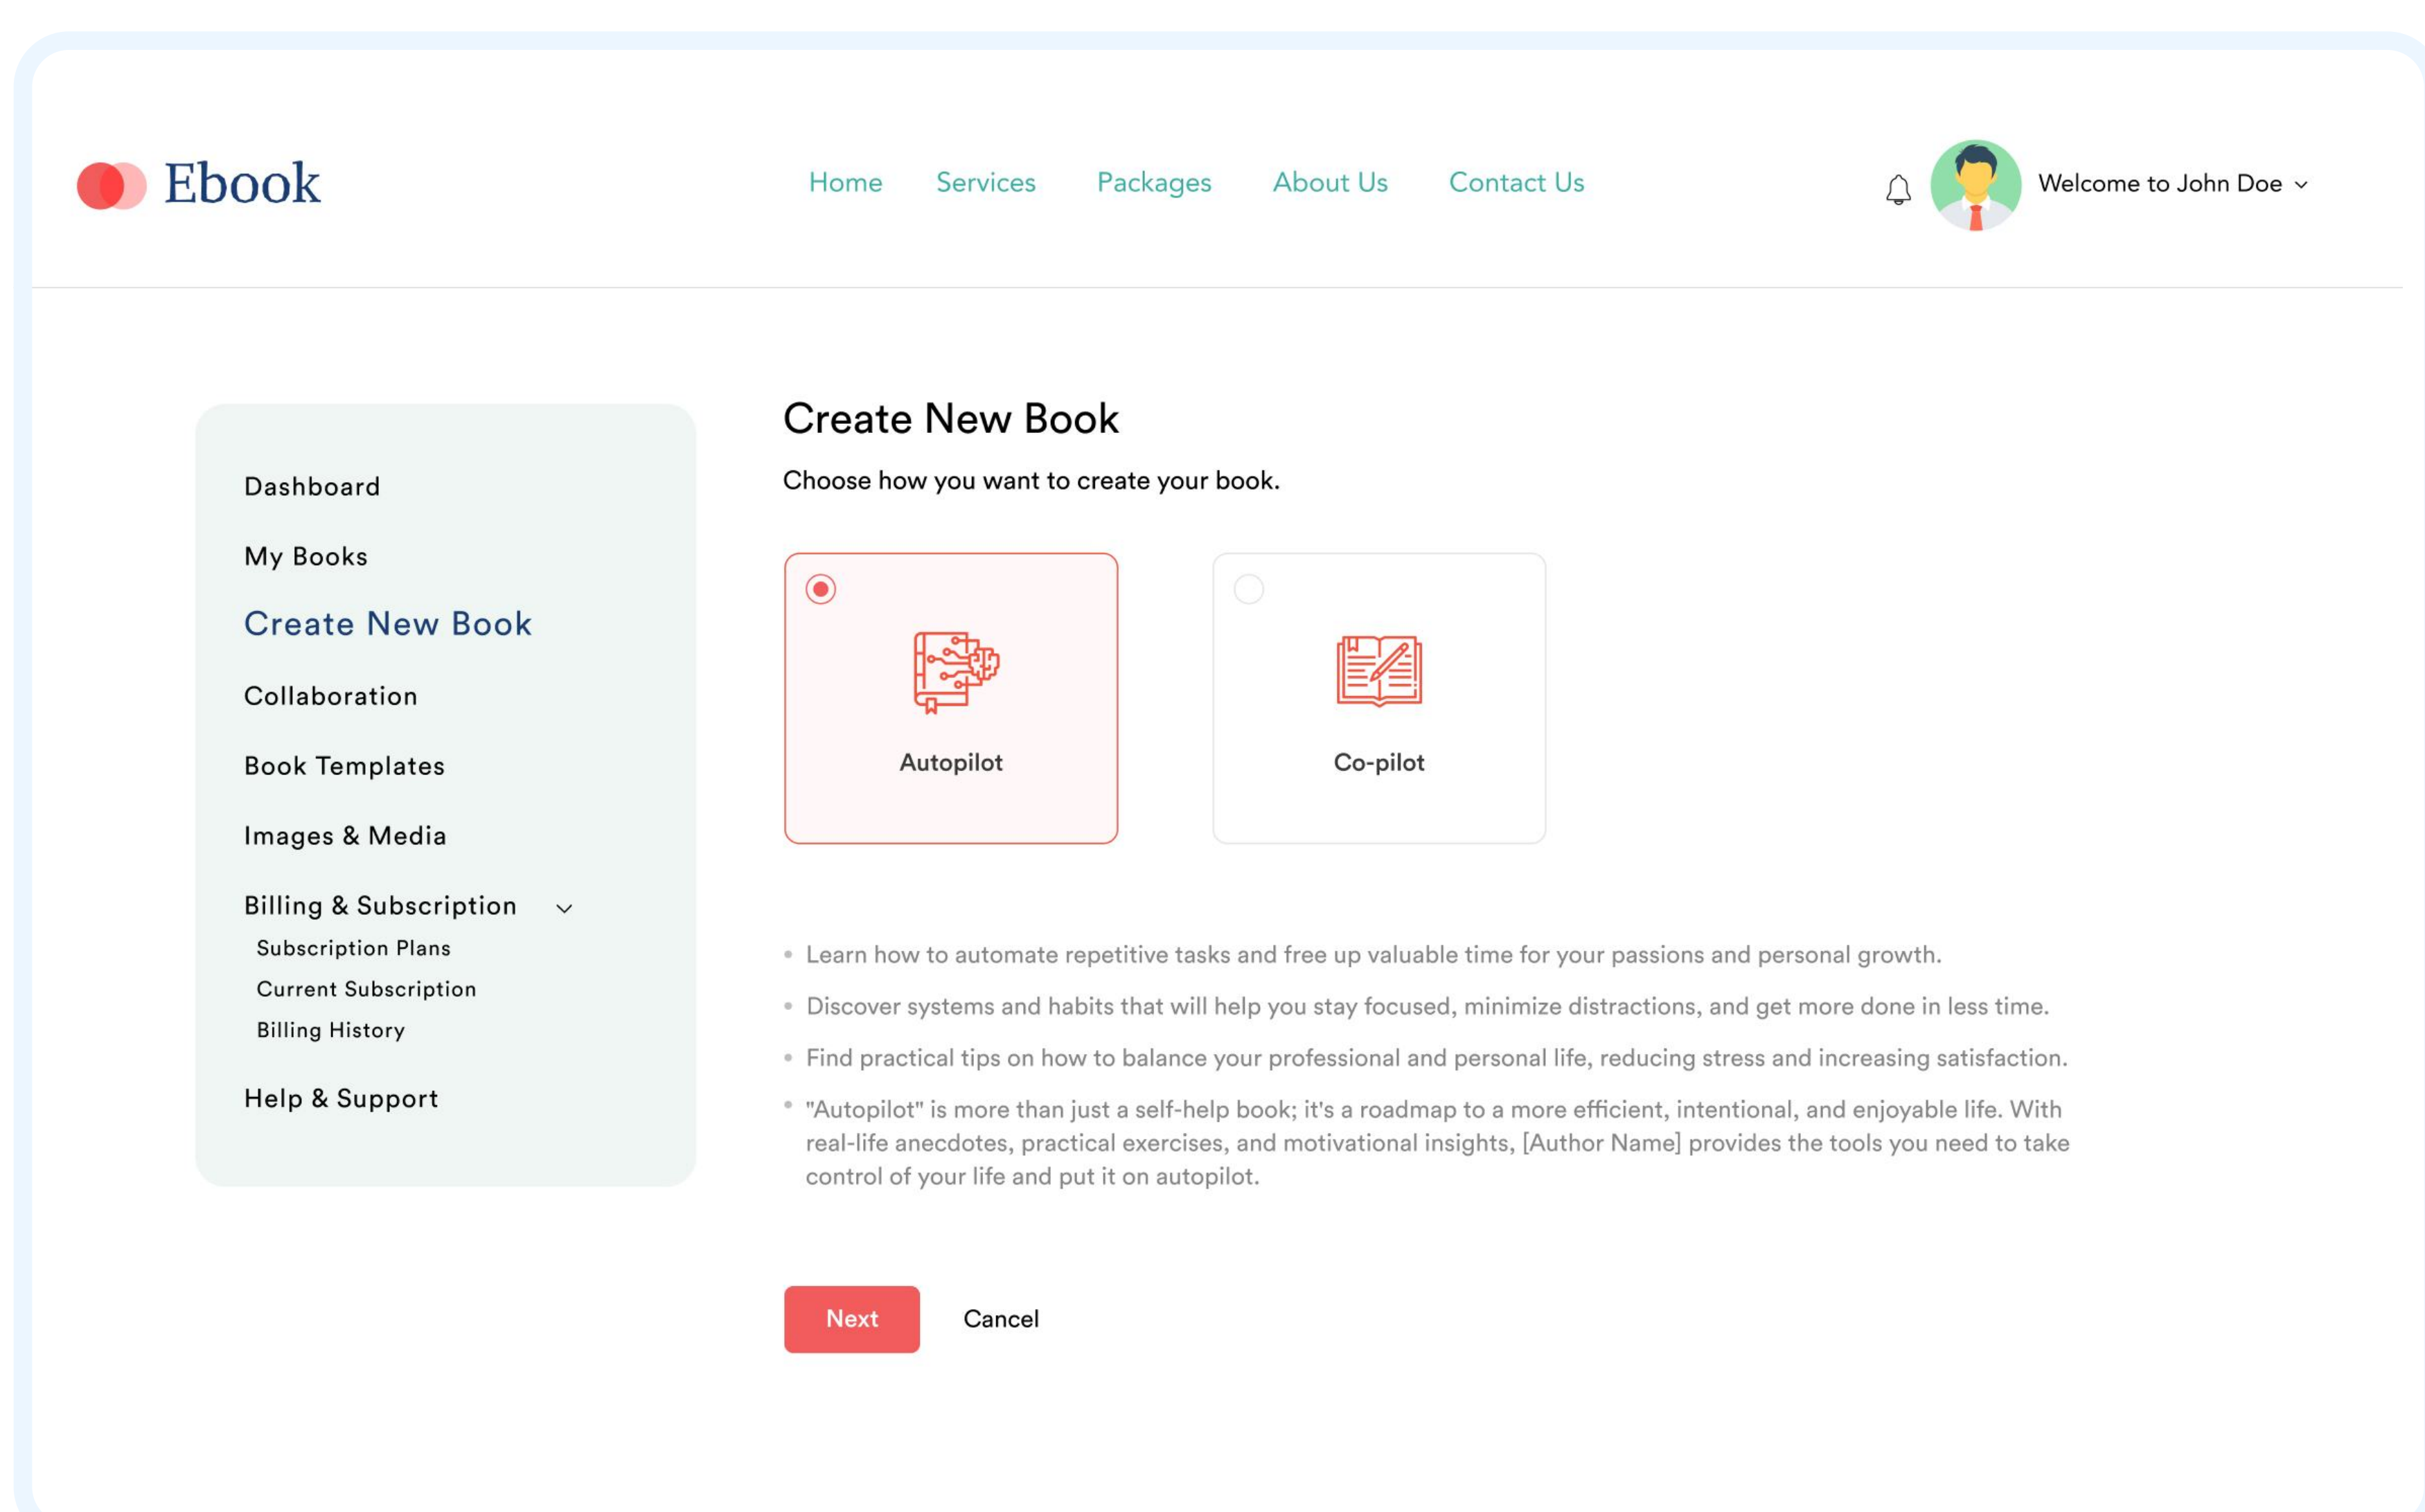 Ebook
Home Services Packages About Us Contact Us
Welcome to John Doe
Dashboard
My Books
Create New Book
Collaboration
Book Templates
Images & Media
Billing & Subscription
Subscription Plans
Current Subscription
Billing History
Help & Support
Create New Book
Choose how you want to create your book.
Autopilot
Co-pilot
• Learn how to automate repetitive tasks and free up valuable time for your passions and personal growth.
• Discover systems and habits that will help you stay focused, minimize distractions, and get more done in less time.
• Find practical tips on how to balance your professional and personal life, reducing stress and increasing satisfaction.
• "Autopilot" is more than just a self-help book; it's a roadmap to a more efficient, intentional, and enjoyable life. With
real-life anecdotes, practical exercises, and motivational insights, [Author Name] provides the tools you need to take
control of your life and put it on autopilot.
Next
Cancel